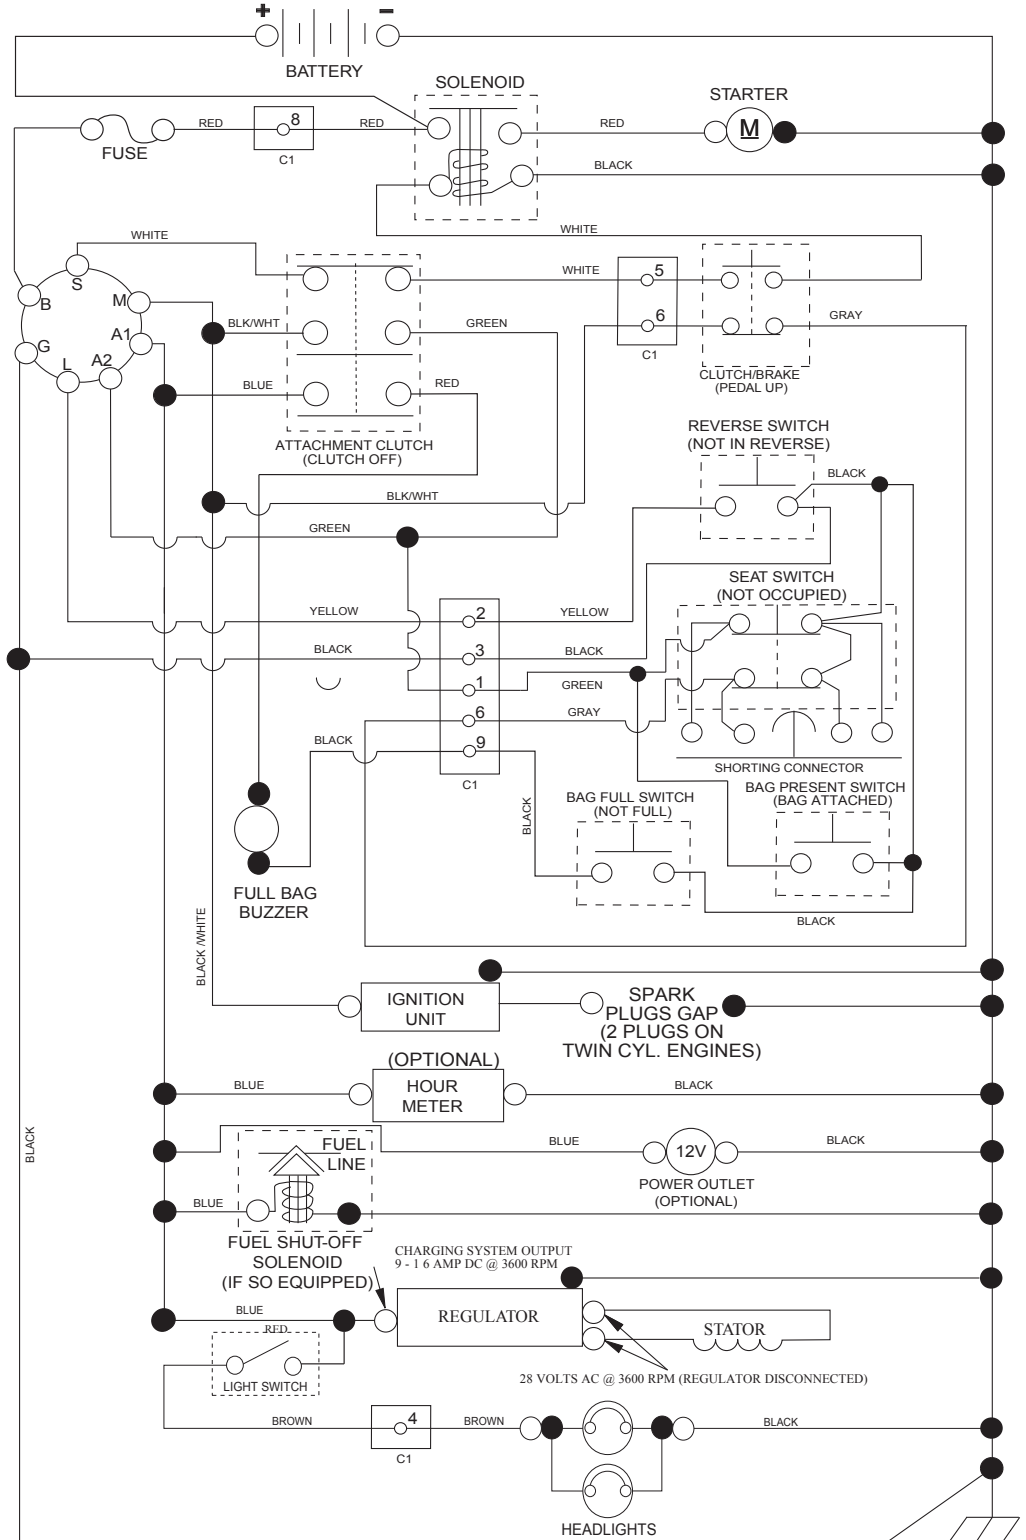 + -
BATTERY
SOLENOID
STARTER
RED 8 RED RED M
FUSE C1
BLACK
WHITE
WHITE
S
B M
WHITE 5
BLK/WHT GREEN 6 GRAY
G A1
L A2
C1
BLUE RED
CLUTCH/BRAKE
(PEDAL UP)
ATTACHMENT CLUTCH
(CLUTCH OFF)
REVERSE SWITCH
(NOT IN REVERSE)
BLACK
BLK/WHT
GREEN
SEAT SWITCH
(NOT OCCUPIED)
YELLOW 2 YELLOW
BLACK 3 BLACK
1 GREEN
6 GRAY
BLACK 9
C1
SHORTING CONNECTOR
BAG FULL SWITCH
(NOT FULL)
BAG PRESENT SWITCH
(BAG ATTACHED)
BLACK
FULL BAG
BUZZER
BLACK
BLACK /WHITE
IGNITION
UNIT
SPARK
PLUGS GAP
(2 PLUGS ON
TWIN CYL. ENGINES)
(OPTIONAL)
BLUE HOUR
METER BLACK
BLACK
FUEL
LINE
BLUE 12V BLACK
POWER OUTLET
(OPTIONAL)
BLUE
FUEL SHUT-OFF
SOLENOID
(IF SO EQUIPPED)
CHARGING SYSTEM OUTPUT
9 - 1 6 AMP DC @ 3600 RPM
BLUE REGULATOR STATOR
RED
LIGHT SWITCH
28 VOLTS AC @ 3600 RPM (REGULATOR DISCONNECTED)
BROWN 4 BROWN BLACK
C1
HEADLIGHTS